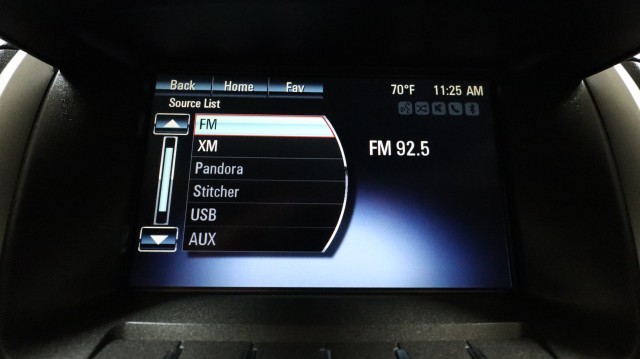 Back Home Fav 70°F 11:25 AM
Source List
FM
XM
Pandora
Stitcher
USB
AUX
FM 92.5